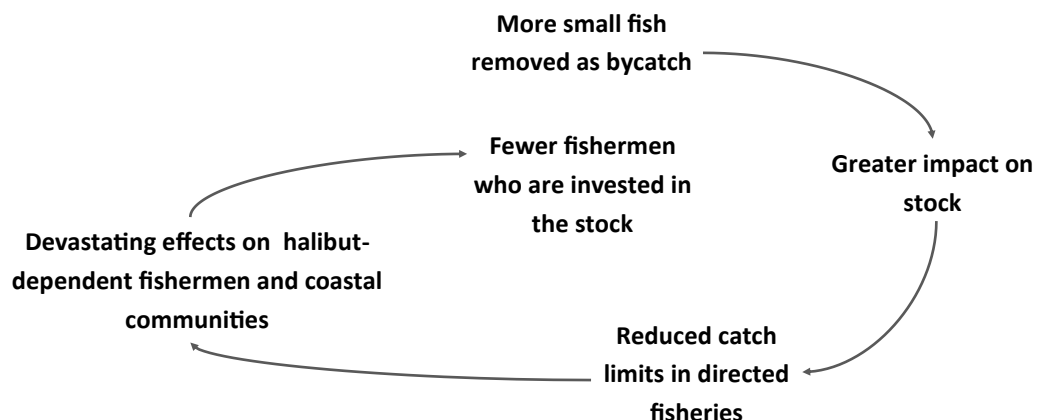 More small fish
removed as bycatch
Fewer fishermen
who are invested in
the stock
Greater impact on
stock
Devastating effects on halibut-
dependent fishermen and coastal
communities
Reduced catch
limits in directed
fisheries